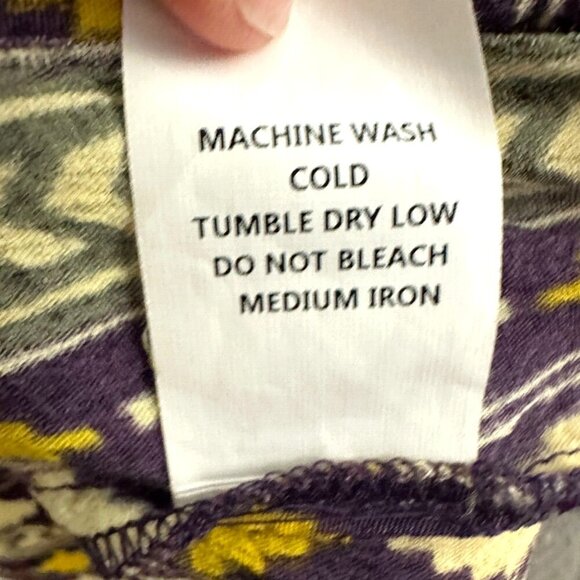 MACHINE WASH
COLD
TUMBLE DRY LOW
DO NOT BLEACH
MEDIUM IRON